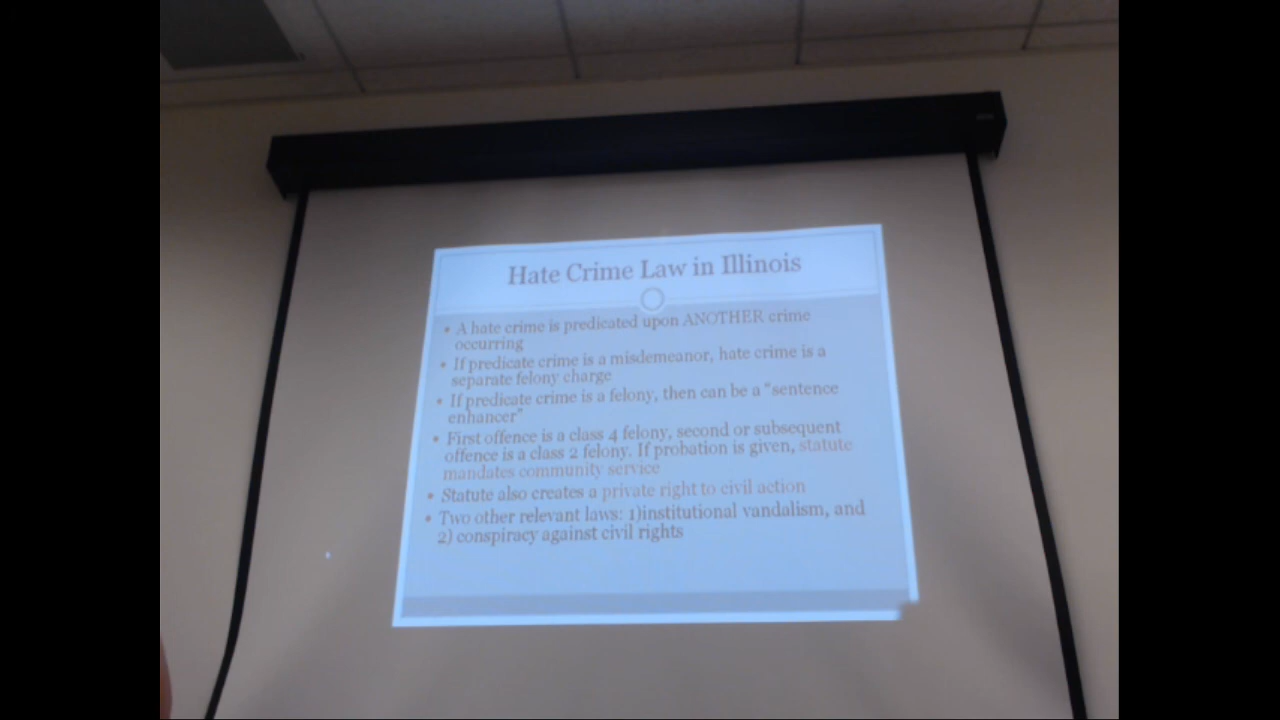 Hate Crime Law in Illinois
• A hate crime is predicated upon ANOTHER crime
occurring
• If predicate crime is a misdemeanor, hate crime is a
separate felony charge
• If predicate crime is a felony, then can be a "sentence
enhancer"
• First offence is a class 4 felony, second or subsequent
offence is a class 2 felony. If probation is given, statute
mandates community service
• Statute also creates a private right to civil action
• Two other relevant laws: 1)institutional vandalism, and
2) conspiracy against civil rights